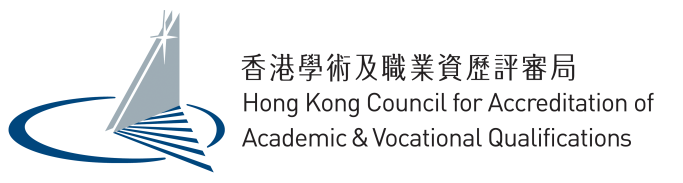 香港學術及職業資歷評審局
Hong Kong Council for Accreditation of
Academic & Vocational Qualifications